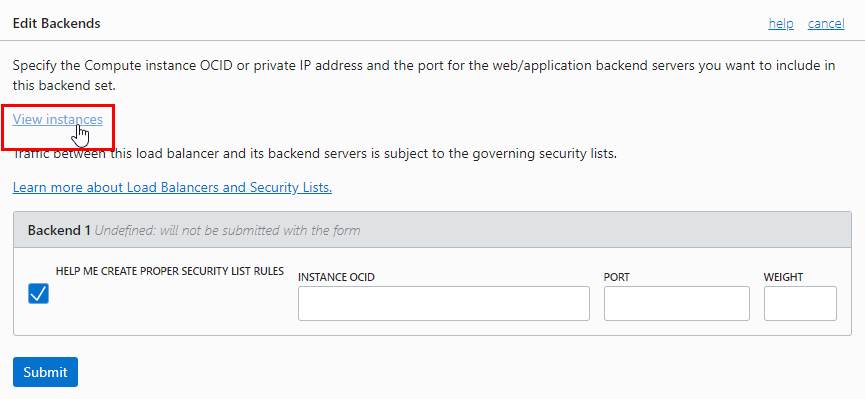 Edit Backends
help cancel
Specify the Compute instance OCID or private IP address and the port for the web/application backend servers you want to include in
this backend set.
View instances
Traffic between this load balancer and its backend servers is subject to the governing security lists.
Learn more about Load Balancers and Security Lists.
Backend 1 Undefined: will not be submitted with the form
HELP ME CREATE PROPER SECURITY LIST RULES
INSTANCE OCID
PORT
WEIGHT
Submit